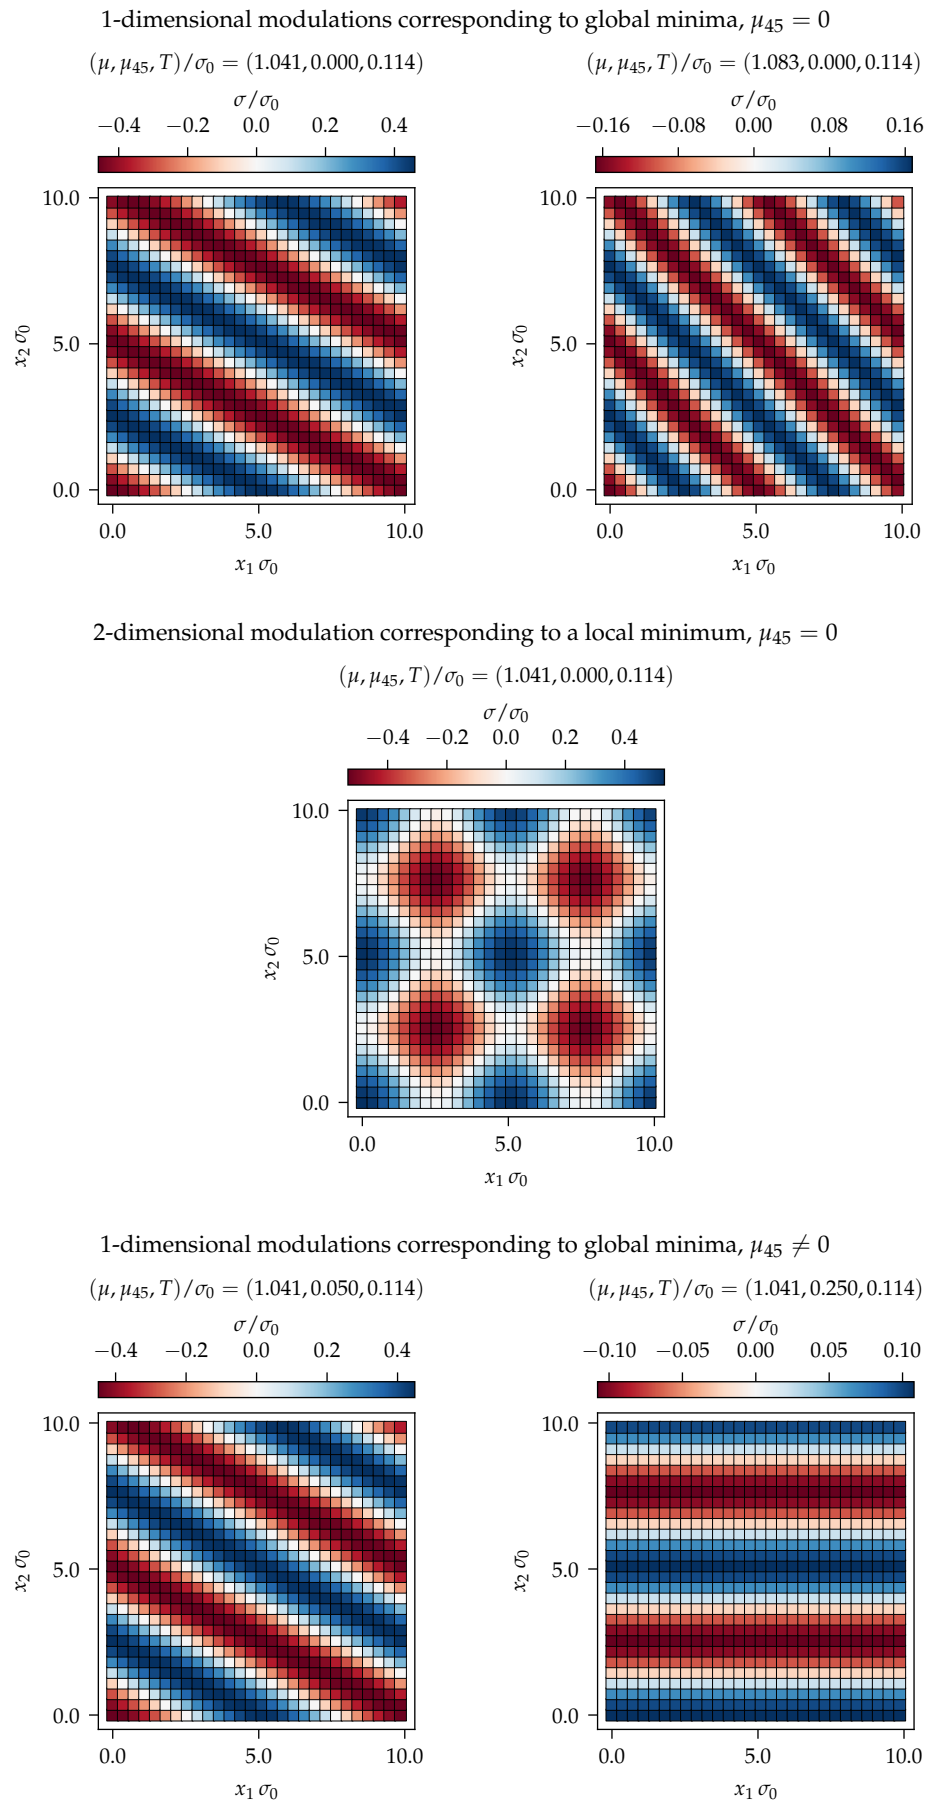 1-dimensional modulations corresponding to global minima, μ₄₅ = 0
(μ, μ₄₅, T)/σ₀ = (1.041, 0.000, 0.114)
σ/σ₀
−0.4 −0.2 0.0 0.2 0.4
10.0
5.0
0.0
x₂ σ₀
0.0 5.0 10.0
x₁ σ₀
(μ, μ₄₅, T)/σ₀ = (1.083, 0.000, 0.114)
σ/σ₀
−0.16 −0.08 0.00 0.08 0.16
10.0
5.0
0.0
x₂ σ₀
0.0 5.0 10.0
x₁ σ₀
2-dimensional modulation corresponding to a local minimum, μ₄₅ = 0
(μ, μ₄₅, T)/σ₀ = (1.041, 0.000, 0.114)
σ/σ₀
−0.4 −0.2 0.0 0.2 0.4
10.0
5.0
0.0
x₂ σ₀
0.0 5.0 10.0
x₁ σ₀
1-dimensional modulations corresponding to global minima, μ₄₅ ≠ 0
(μ, μ₄₅, T)/σ₀ = (1.041, 0.050, 0.114)
σ/σ₀
−0.4 −0.2 0.0 0.2 0.4
10.0
5.0
0.0
x₂ σ₀
0.0 5.0 10.0
x₁ σ₀
(μ, μ₄₅, T)/σ₀ = (1.041, 0.250, 0.114)
σ/σ₀
−0.10 −0.05 0.00 0.05 0.10
10.0
5.0
0.0
x₂ σ₀
0.0 5.0 10.0
x₁ σ₀